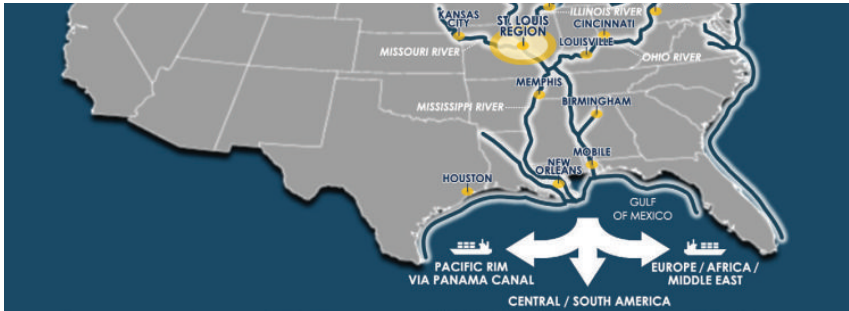 ILLINOIS RIVER
KANSAS
CITY
ST. LOUIS
REGION
CINCINNATI
MISSOURI RIVER
LOUISVILLE
OHIO RIVER
MEMPHIS
MISSISSIPPI RIVER
BIRMINGHAM
MOBILE
NEW
ORLEANS
HOUSTON
GULF
OF MEXICO
PACIFIC RIM
VIA PANAMA CANAL
EUROPE / AFRICA /
MIDDLE EAST
CENTRAL / SOUTH AMERICA